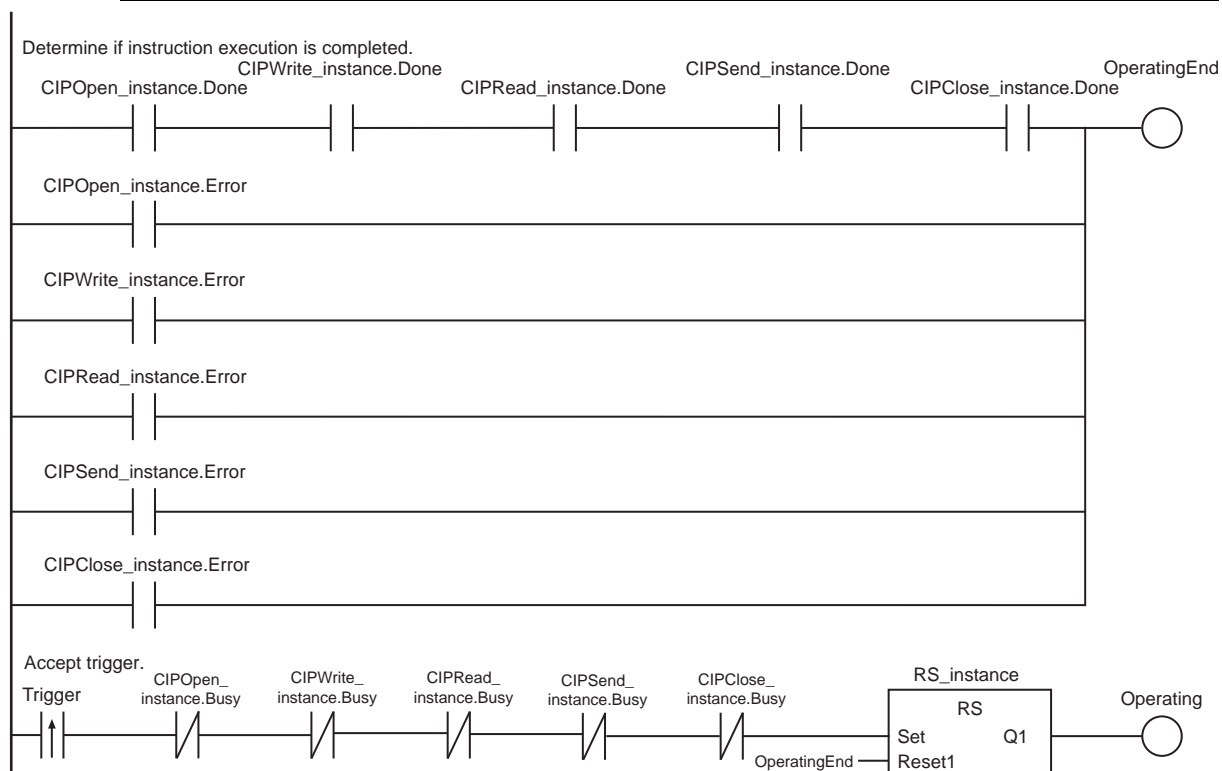 Determine if instruction execution is completed.
CIPOpen_instance.Done
CIPWrite_instance.Done
CIPRead_instance.Done
CIPSend_instance.Done
CIPClose_instance.Done
OperatingEnd
CIPOpen_instance.Error
CIPWrite_instance.Error
CIPRead_instance.Error
CIPSend_instance.Error
CIPClose_instance.Error
Accept trigger.
Trigger
CIPOpen_
instance.Busy
CIPWrite_
instance.Busy
CIPRead_
instance.Busy
CIPSend_
instance.Busy
CIPClose_
instance.Busy
RS_instance
RS
Set Q1
OperatingEnd
Reset1
Operating